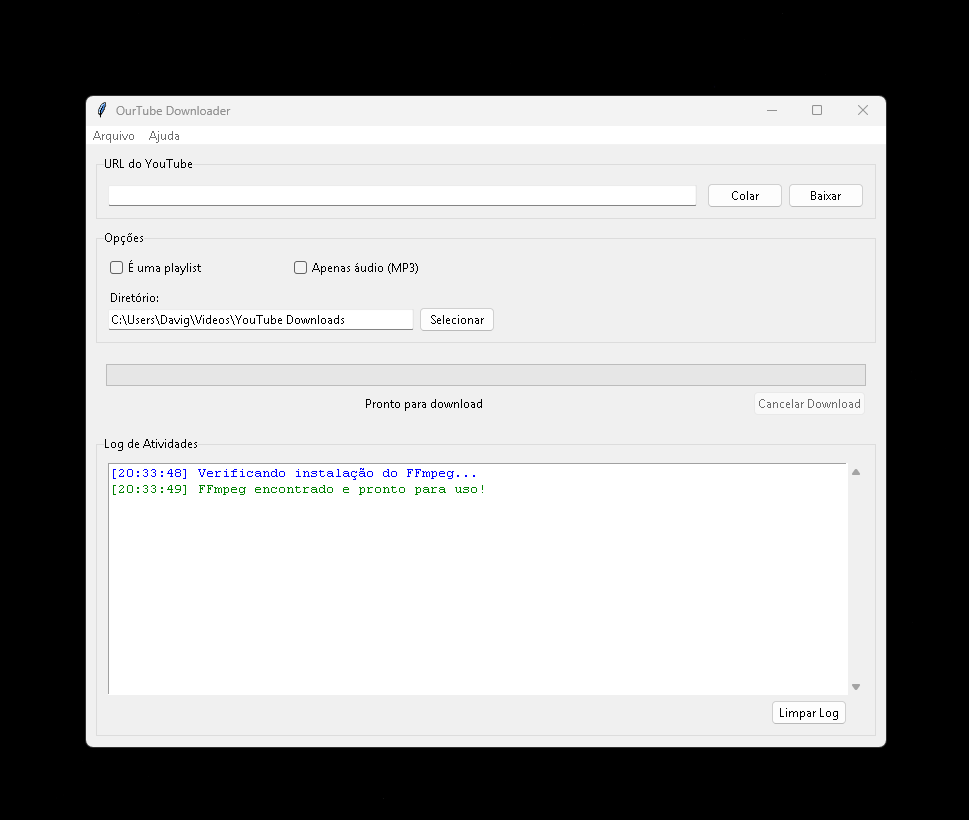 OurTube Downloader
Arquivo Ajuda
URL do YouTube
Colar Baixar
Opções
É uma playlist Apenas áudio (MP3)
Diretório:
C:\Users\Davig\Videos\YouTube Downloads Selecionar
Pronto para download Cancelar Download
Log de Atividades
[20:33:48] Verificando instalação do FFmpeg...
[20:33:49] FFmpeg encontrado e pronto para uso!
Limpar Log